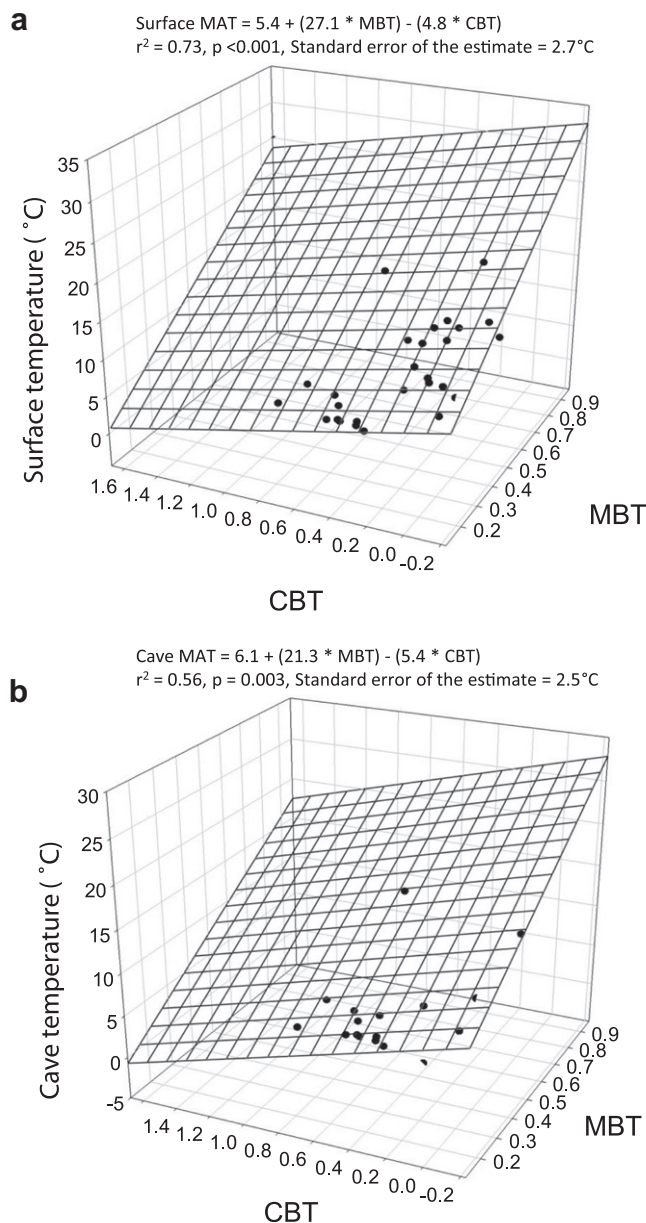 a
Surface MAT = 5.4 + (27.1 * MBT) - (4.8 * CBT)
r² = 0.73, p <0.001, Standard error of the estimate = 2.7°C
35
30
25
20
15
10
5
0
Surface temperature ( °C)
1.6 1.4 1.2 1.0 0.8 0.6 0.4 0.2 0.0 -0.2
CBT
0.9
0.8
0.7
0.6
0.5
0.4
0.3
0.2
MBT
b
Cave MAT = 6.1 + (21.3 * MBT) - (5.4 * CBT)
r² = 0.56, p = 0.003, Standard error of the estimate = 2.5°C
30
25
20
15
10
5
0
-5
Cave temperature ( °C)
1.4 1.2 1.0 0.8 0.6 0.4 0.2 0.0 -0.2
CBT
0.9
0.8
0.7
0.6
0.5
0.4
0.3
0.2
MBT